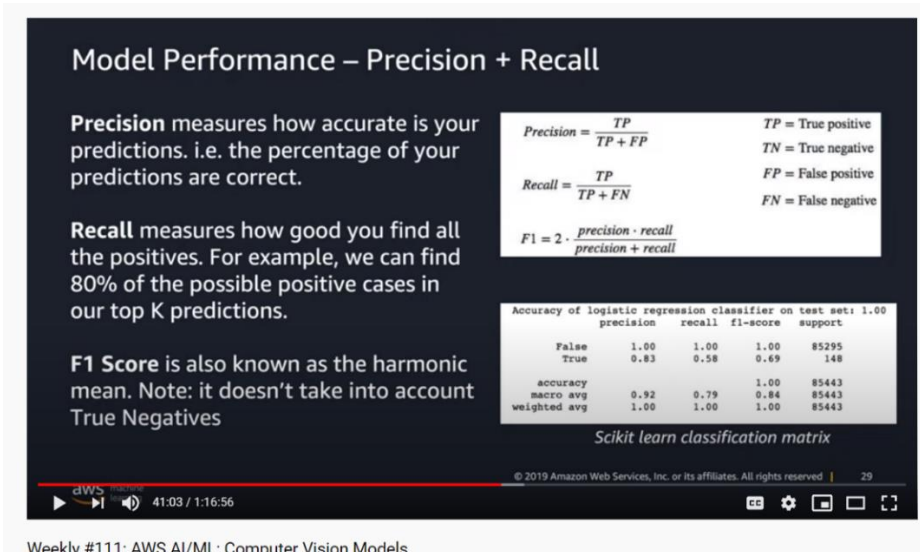 Model Performance – Precision + Recall
Precision measures how accurate is your
predictions. i.e. the percentage of your
predictions are correct.
Recall measures how good you find all
the positives. For example, we can find
80% of the possible positive cases in
our top K predictions.
F1 Score is also known as the harmonic
mean. Note: it doesn't take into account
True Negatives
Precision = TP / TP + FP
Recall = TP / TP + FN
F1 = 2 · precision · recall / precision + recall
TP = True positive
TN = True negative
FP = False positive
FN = False negative
Accuracy of logistic regression classifier on test set: 1.00
precision recall f1-score support
False 1.00 1.00 1.00 85295
True 0.83 0.58 0.69 148
accuracy 1.00 85443
macro avg 0.92 0.79 0.84 85443
weighted avg 1.00 1.00 1.00 85443
Scikit learn classification matrix
© 2019 Amazon Web Services, Inc. or its affiliates. All rights reserved | 29
aws machine
41:03 / 1:16:56
CC
Weekly #111: AWS AI/ML: Computer Vision Models